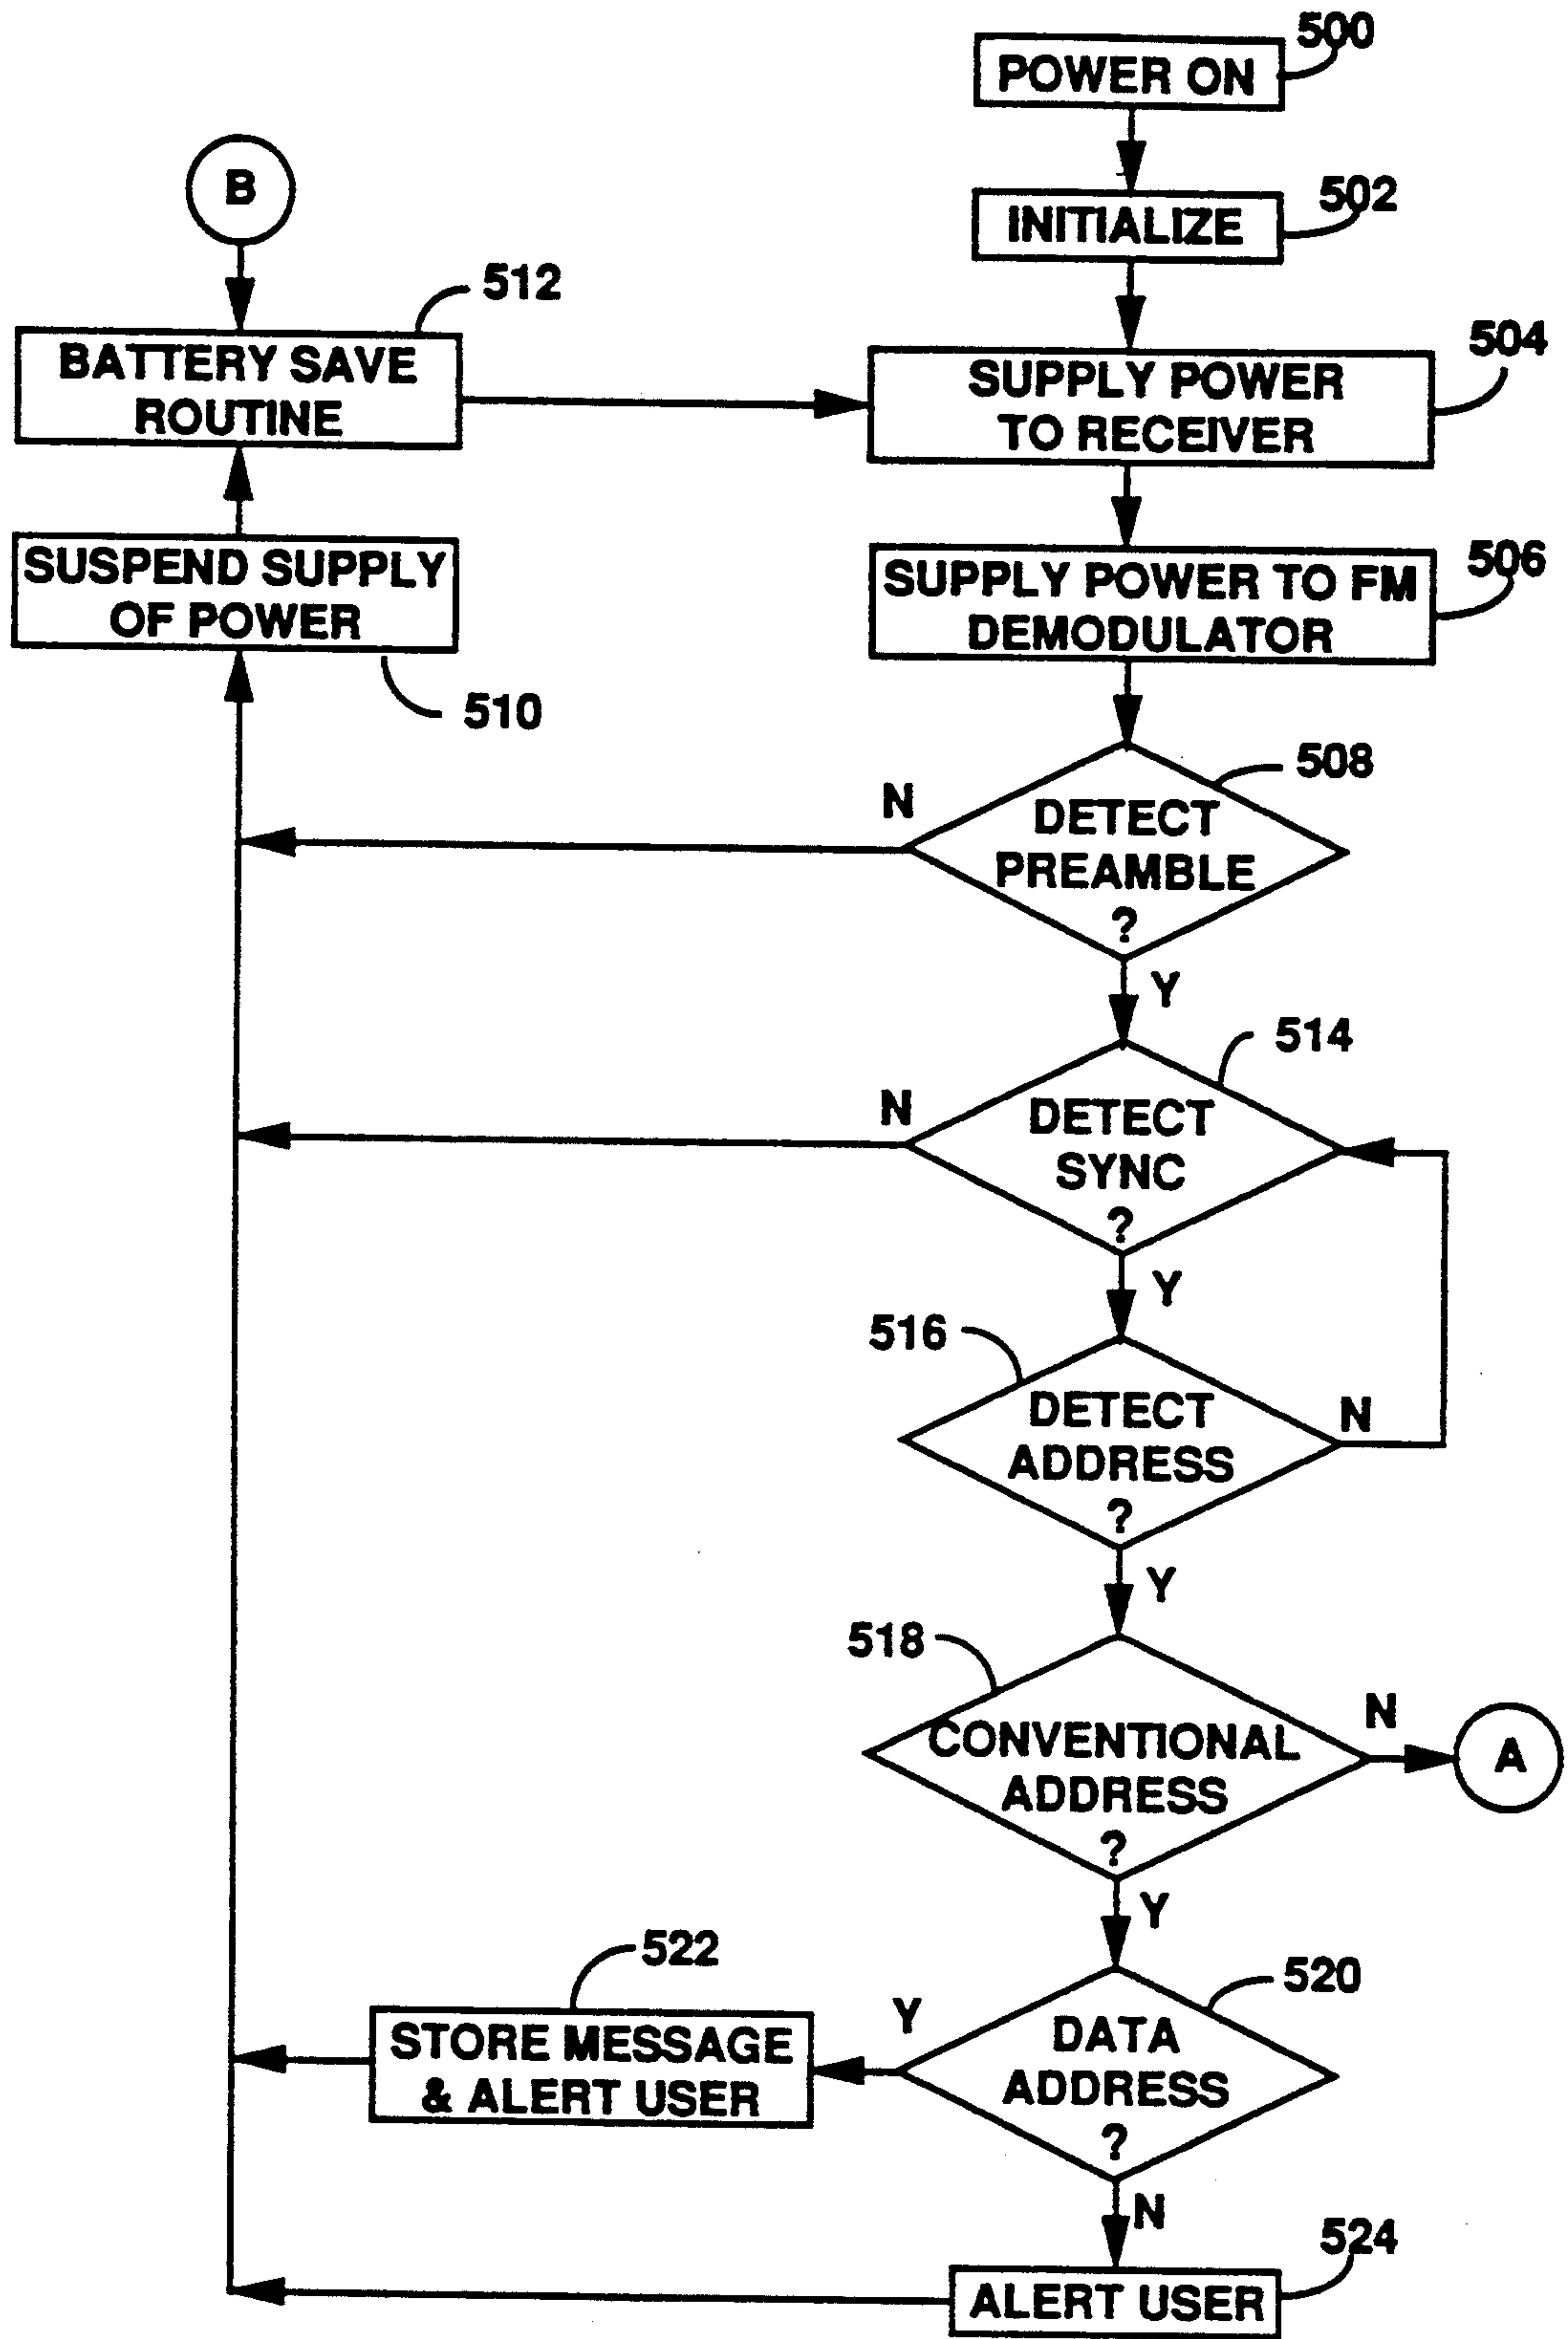 500
POWER ON
502
INITIALIZE
B
512
BATTERY SAVE
ROUTINE
504
SUPPLY POWER
TO RECEIVER
506
SUPPLY POWER TO FM
DEMODULATOR
SUSPEND SUPPLY
OF POWER
510
508
DETECT
PREAMBLE
?
N
Y
514
DETECT
SYNC
?
N
Y
516
DETECT
ADDRESS
?
N
Y
518
CONVENTIONAL
ADDRESS
?
N
A
Y
520
DATA
ADDRESS
?
Y
522
STORE MESSAGE
& ALERT USER
N
524
ALERT USER